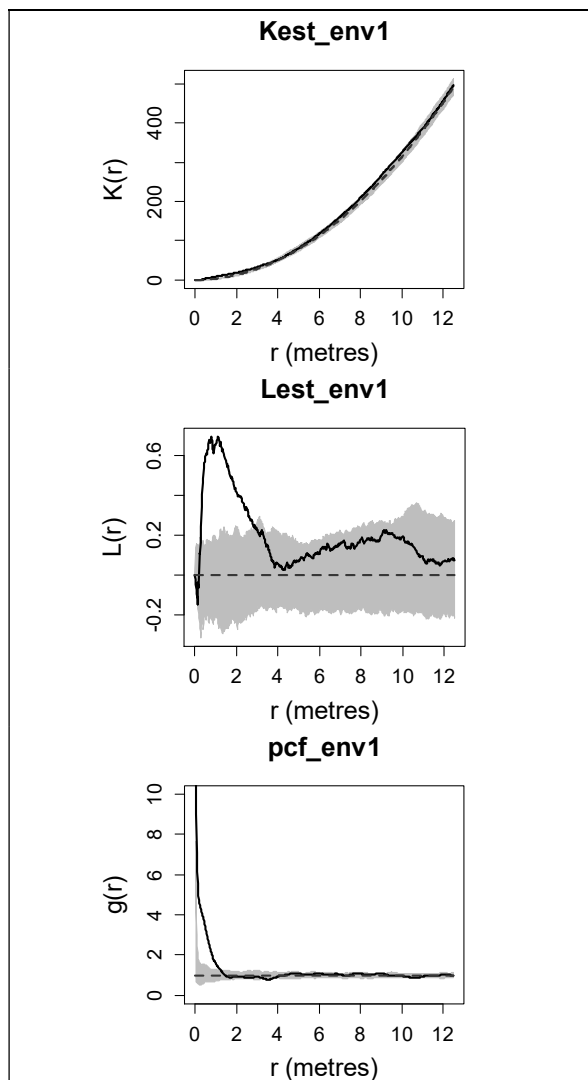 Kest_env1
400
200
0
K(r)
0 2 4 6 8 10 12
r (metres)
Lest_env1
0.6
0.2
-0.2
L(r)
0 2 4 6 8 10 12
r (metres)
pcf_env1
10
8
6
4
2
0
g(r)
0 2 4 6 8 10 12
r (metres)